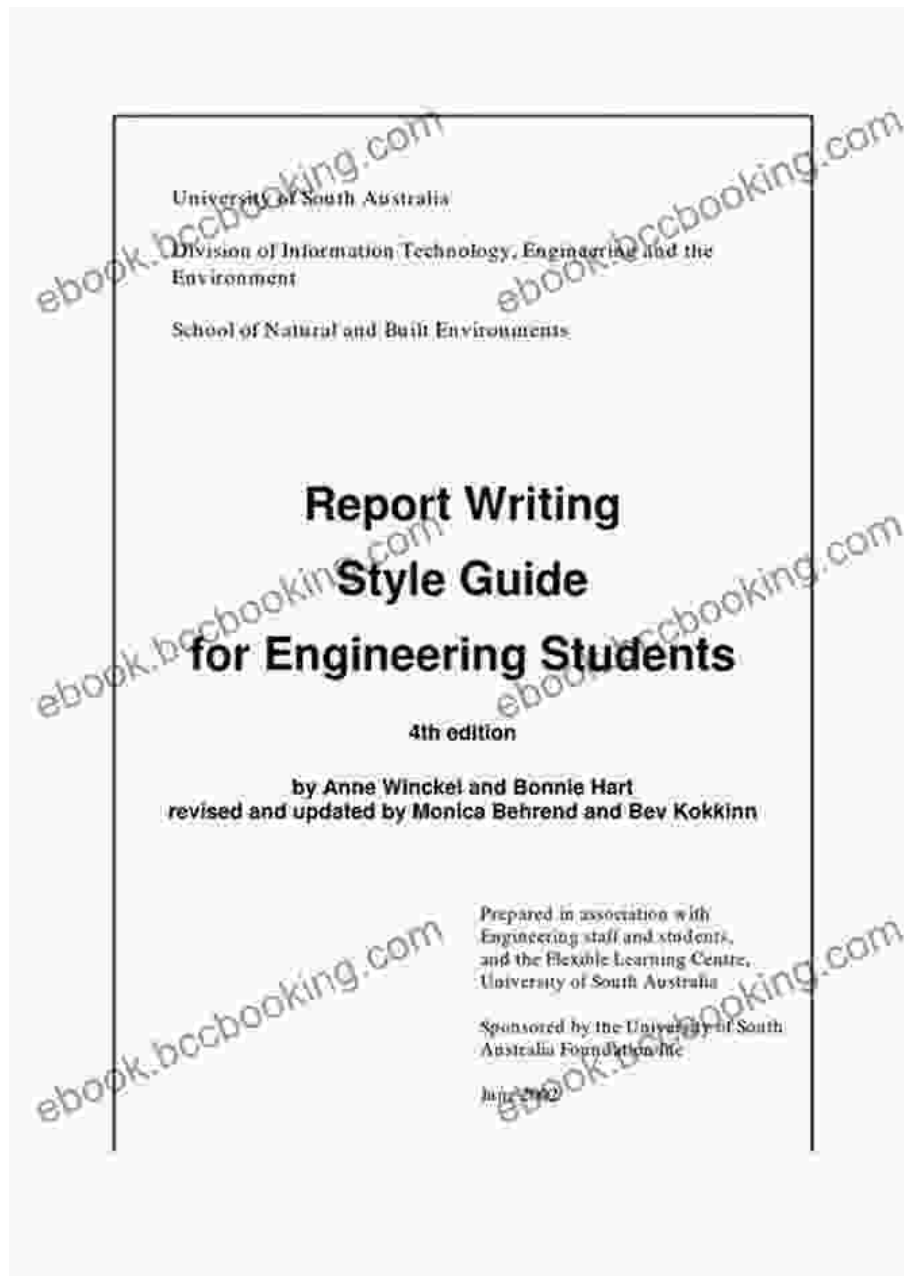 University of South Australia
Division of Information Technology, Engineering and the
Environment
School of Natural and Built Environments
Report Writing
Style Guide
for Engineering Students
4th edition
by Anne Winckel and Bonnie Hart
revised and updated by Monica Behrend and Bev Kokkinn
Prepared in association with
Engineering staff and students,
and the Flexible Learning Centre,
University of South Australia
Sponsored by the University of South
Australia Foundation Inc
June 2002
ebook.bccbooking.com
ebook.bccbooking.com
ebook.bccbooking.com
ebook.bccbooking.com
ebook.bccbooking.com
ebook.bccbooking.com